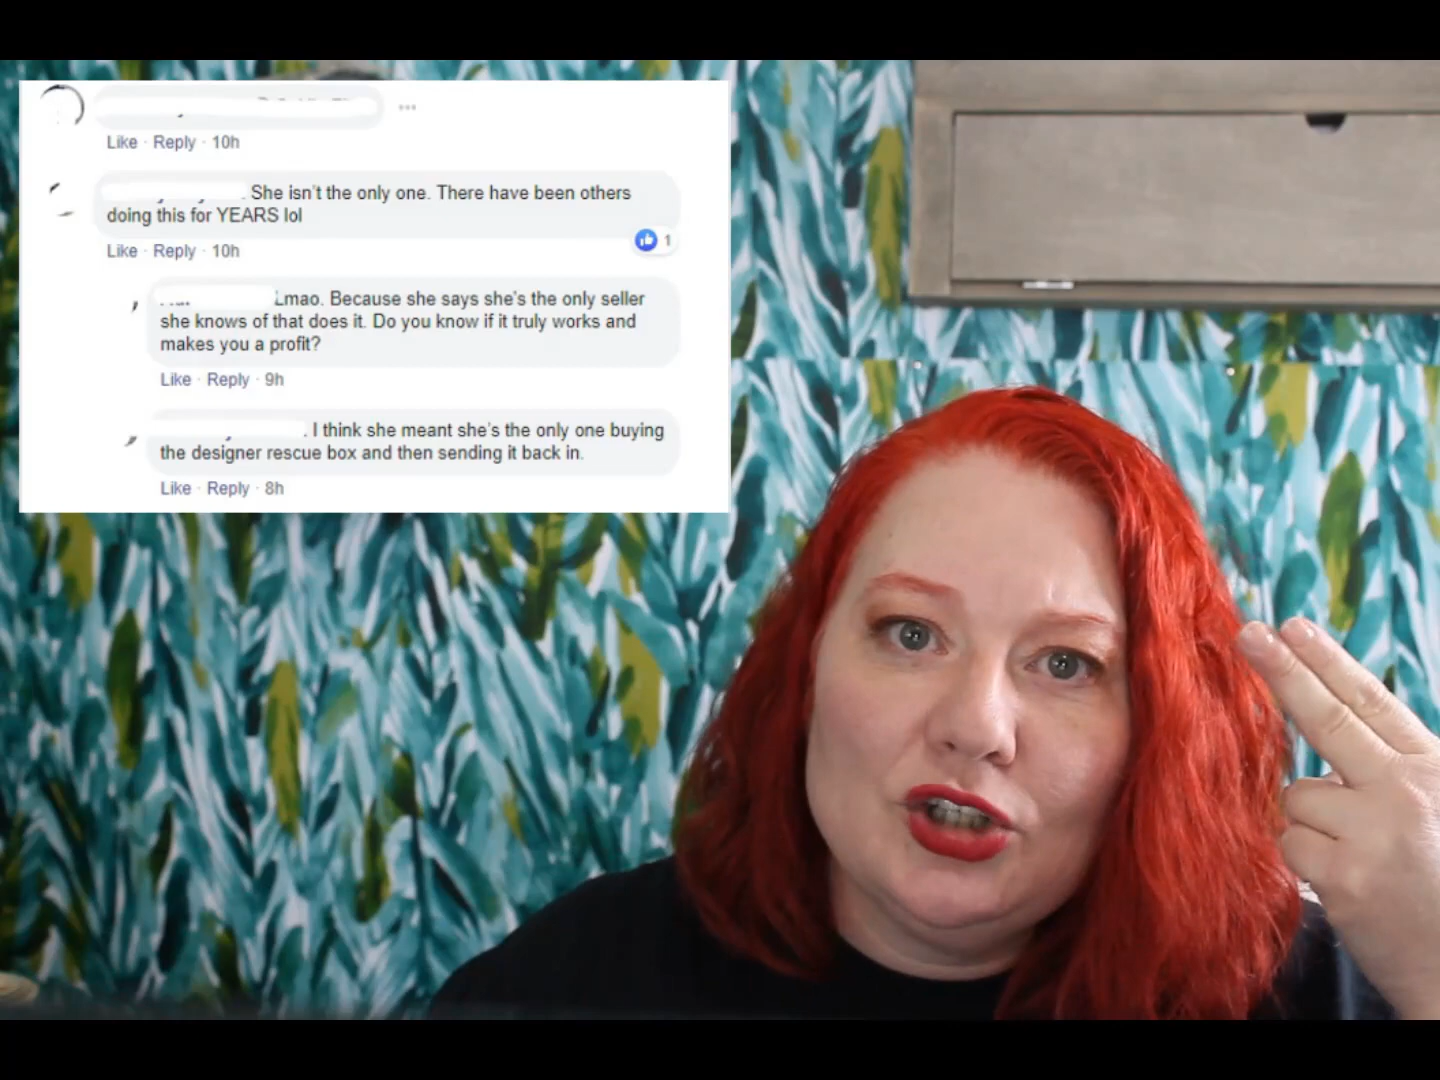 Like · Reply · 10h
She isn't the only one. There have been others
doing this for YEARS lol
1
Like · Reply · 10h
Lmao. Because she says she's the only seller
she knows of that does it. Do you know if it truly works and
makes you a profit?
Like · Reply · 9h
. I think she meant she's the only one buying
the designer rescue box and then sending it back in.
Like · Reply · 8h